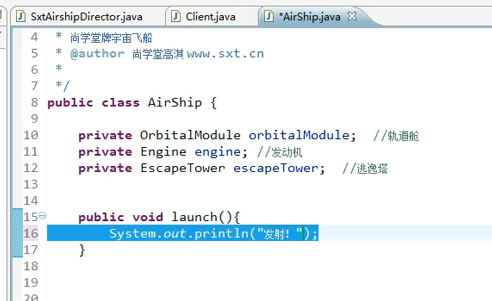 SxtAirshipDirector.java Client.java *AirShip.java
4 * 尚学堂牌宇宙飞船
5 * @author 尚学堂高淇 www.sxt.cn
6 *
7 */
8 public class AirShip {
9
10 private OrbitalModule orbitalModule; //轨道舱
11 private Engine engine; //发动机
12 private EscapeTower escapeTower; //逃逸塔
13
14
15 public void launch(){
16 System.out.println("发射！");
17 }
18
19
20